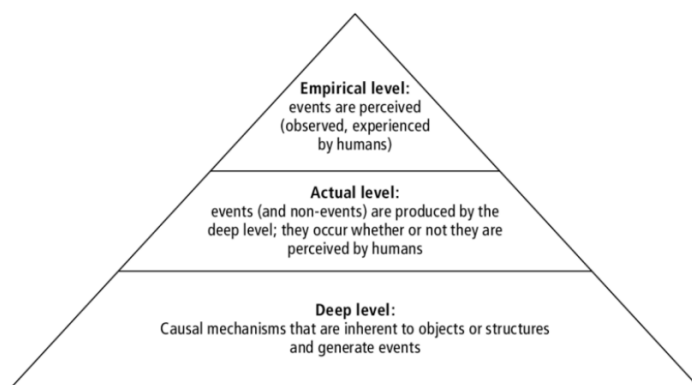 Empirical level:
events are perceived
(observed, experienced
by humans)
Actual level:
events (and non-events) are produced by the
deep level; they occur whether or not they are
perceived by humans
Deep level:
Causal mechanisms that are inherent to objects or structures
and generate events